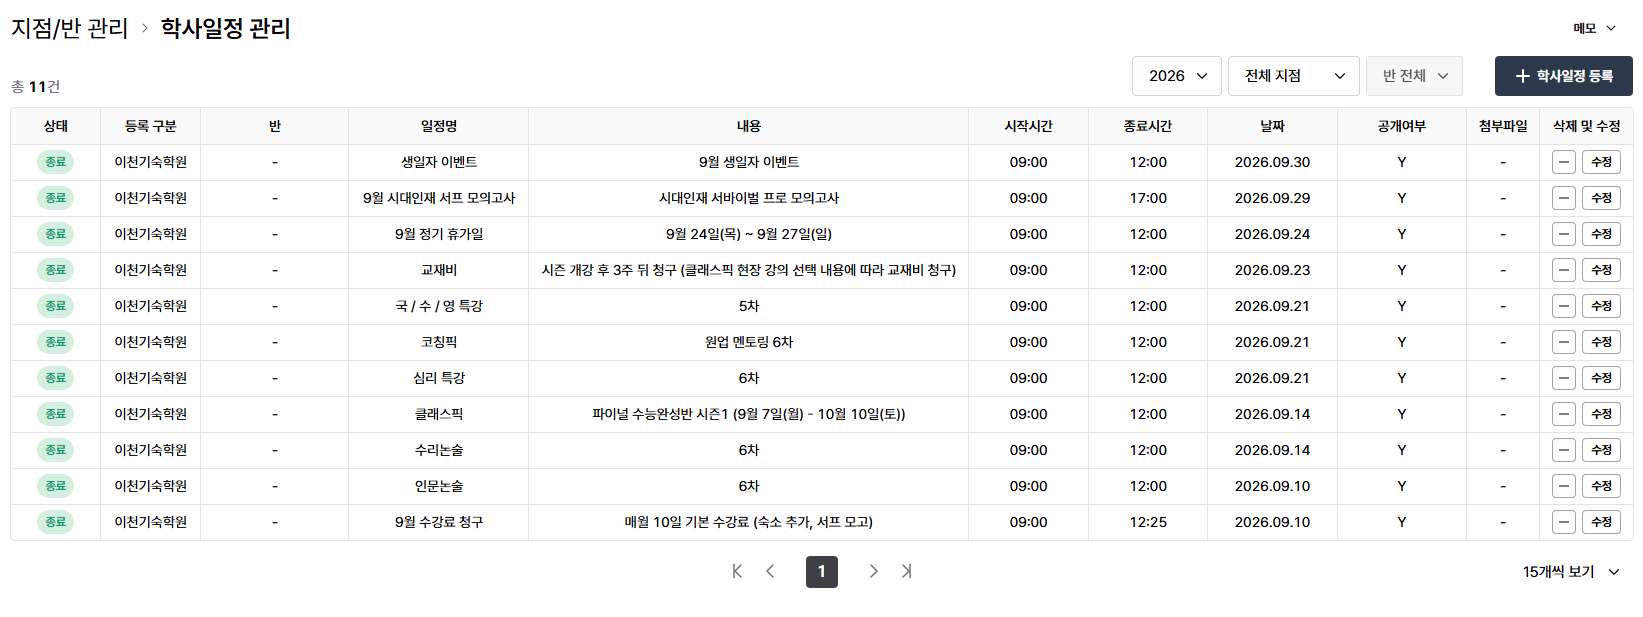 지점/반 관리 > 학사일정 관리
메모
총 11건
2026 전체 지점 반 전체 + 학사일정 등록
상태 등록 구분 반 일정명 내용 시작시간 종료시간 날짜 공개여부 첨부파일 삭제 및 수정
종료 이천기숙학원 - 생일자 이벤트 9월 생일자 이벤트 09:00 12:00 2026.09.30 Y - 수정
종료 이천기숙학원 - 9월 시대인재 서프 모의고사 시대인재 서바이벌 프로 모의고사 09:00 17:00 2026.09.29 Y - 수정
종료 이천기숙학원 - 9월 정기 휴가일 9월 24일(목) ~ 9월 27일(일) 09:00 12:00 2026.09.24 Y - 수정
종료 이천기숙학원 - 교재비 시즌 개강 후 3주 뒤 청구 (클래스픽 현장 강의 선택 내용에 따라 교재비 청구) 09:00 12:00 2026.09.23 Y - 수정
종료 이천기숙학원 - 국 / 수 / 영 특강 5차 09:00 12:00 2026.09.21 Y - 수정
종료 이천기숙학원 - 코칭픽 원업 멘토링 6차 09:00 12:00 2026.09.21 Y - 수정
종료 이천기숙학원 - 심리 특강 6차 09:00 12:00 2026.09.21 Y - 수정
종료 이천기숙학원 - 클래스픽 파이널 수능완성반 시즌1 (9월 7일(월) - 10월 10일(토)) 09:00 12:00 2026.09.14 Y - 수정
종료 이천기숙학원 - 수리논술 6차 09:00 12:00 2026.09.14 Y - 수정
종료 이천기숙학원 - 인문논술 6차 09:00 12:00 2026.09.10 Y - 수정
종료 이천기숙학원 - 9월 수강료 청구 매월 10일 기본 수강료 (숙소 추가, 서프 모고) 09:00 12:25 2026.09.10 Y - 수정
1
15개씩 보기